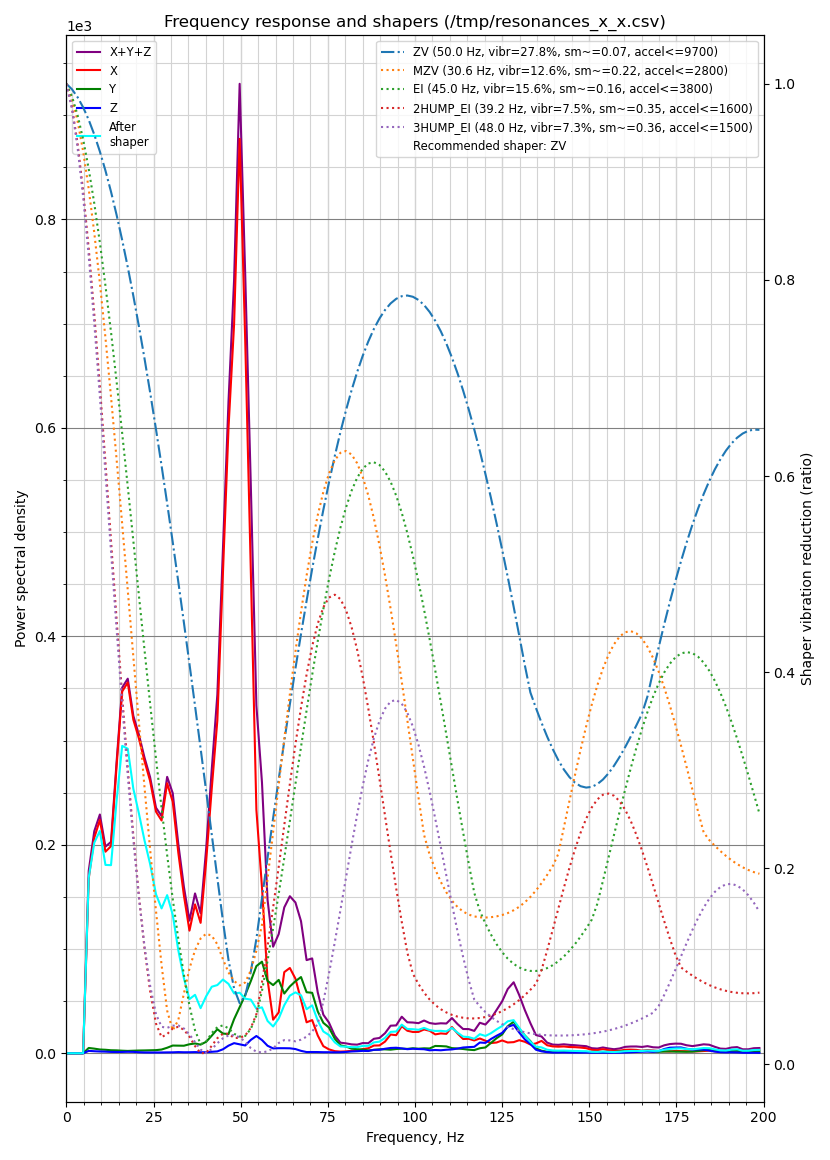 Frequency response and shapers (/tmp/resonances_x_x.csv)
1e3
X+Y+Z
X
Y
Z
After
shaper
ZV (50.0 Hz, vibr=27.8%, sm~=0.07, accel<=9700)
MZV (30.6 Hz, vibr=12.6%, sm~=0.22, accel<=2800)
EI (45.0 Hz, vibr=15.6%, sm~=0.16, accel<=3800)
2HUMP_EI (39.2 Hz, vibr=7.5%, sm~=0.35, accel<=1600)
3HUMP_EI (48.0 Hz, vibr=7.3%, sm~=0.36, accel<=1500)
Recommended shaper: ZV
Power spectral density
0.8
0.6
0.4
0.2
0.0
1.0
0.8
0.6
0.4
0.2
0.0
Shaper vibration reduction (ratio)
0 25 50 75 100 125 150 175 200
Frequency, Hz